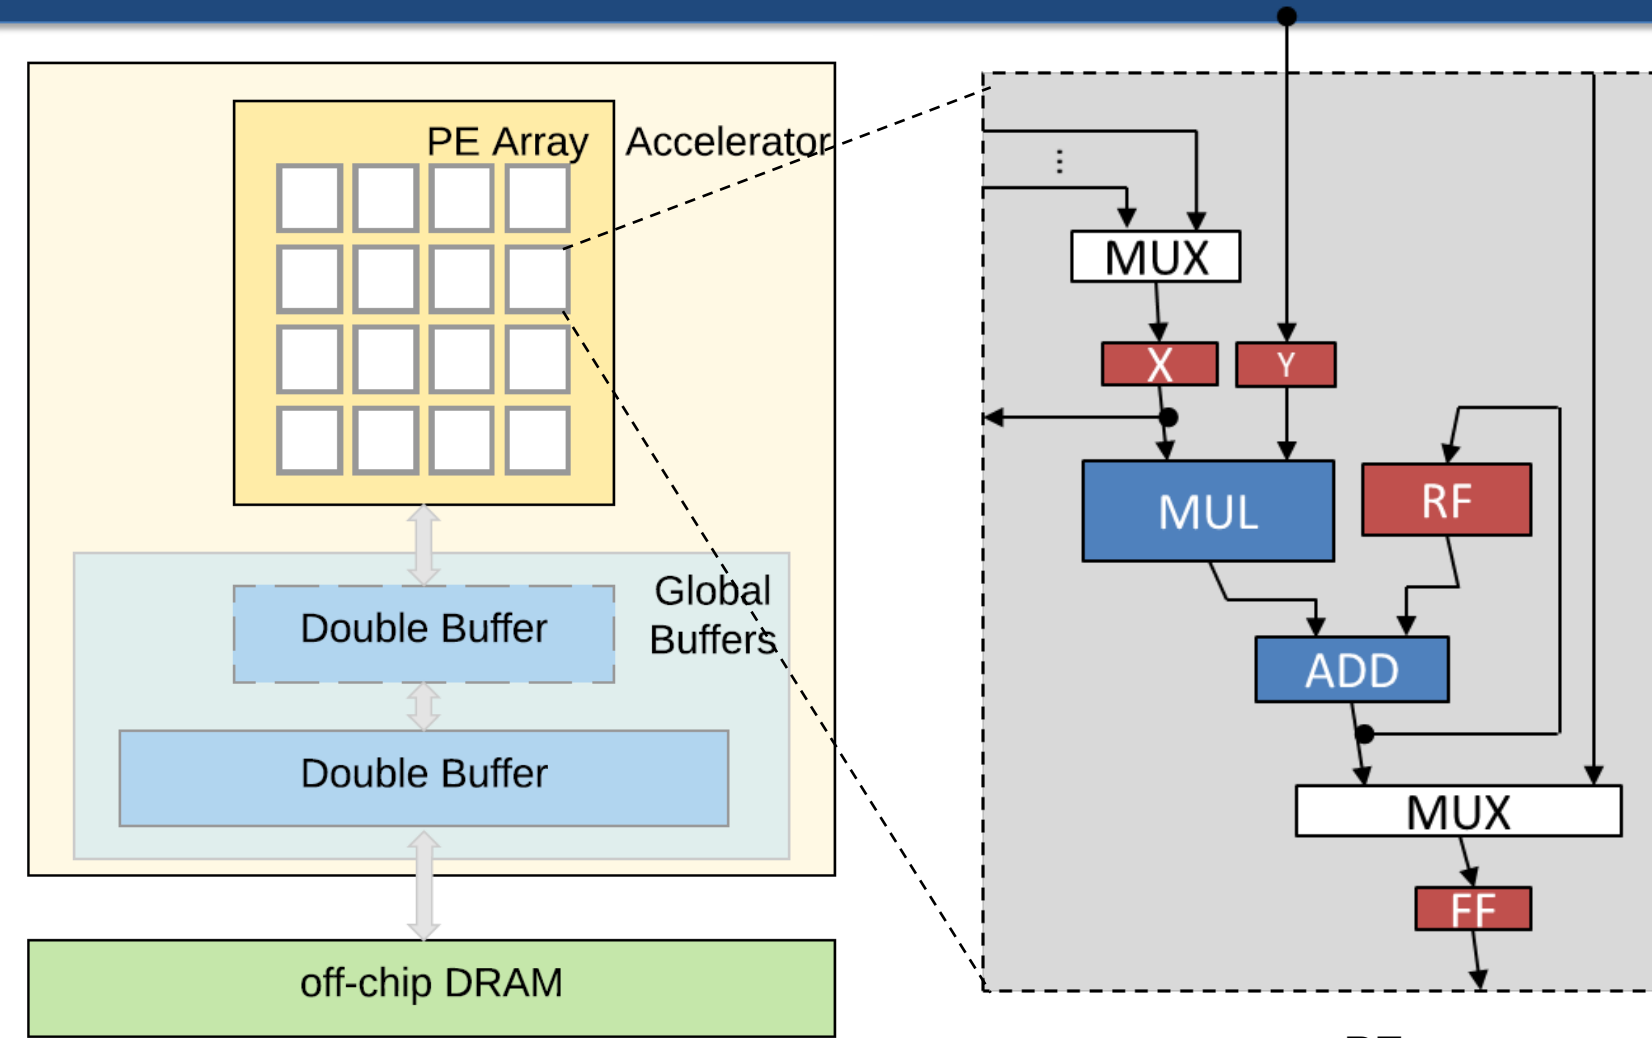 PE Array
Accelerator
Global
Buffers
Double Buffer
Double Buffer
off-chip DRAM
⋮
MUX
X
Y
MUL
RF
ADD
MUX
FF